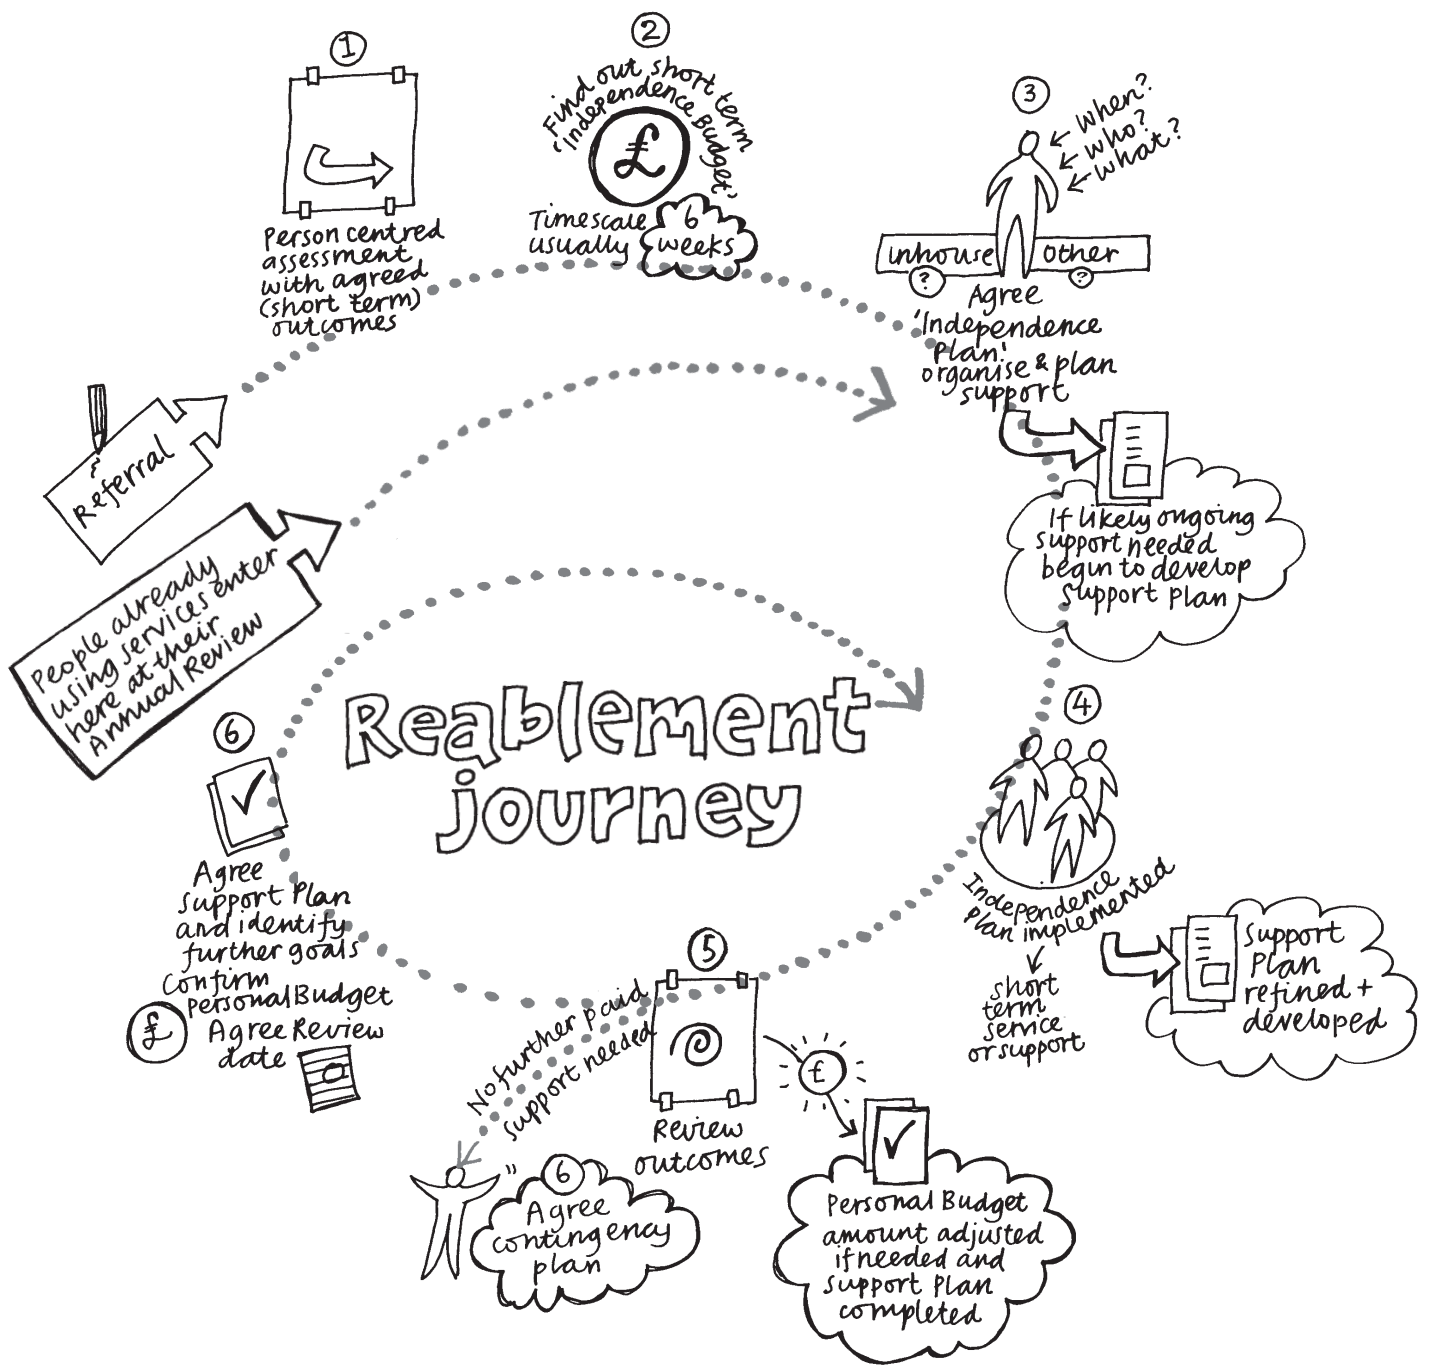 1
Person centred
assessment
with agreed
(short term)
outcomes
2
Find out short term
'Independence Budget'
£
Timescale
usually
6
weeks
3
when?
who?
what?
inhouse
Other
?
?
Agree
'Independence
Plan'
organise & plan
support
If likely ongoing
support needed
begin to develop
Support Plan
Referral
People already
using services enter
here at their
Annual Review
Reablement
journey
4
Independence
Plan implemented
short
term
service
or support
Support
Plan
refined +
developed
5
Review
outcomes
£
Personal Budget
amount adjusted
if needed and
Support Plan
completed
No further paid
support needed
6
Agree
contingency
plan
6
Agree
Support Plan
and identify
further goals
Confirm
Personal Budget
£
Agree Review
date